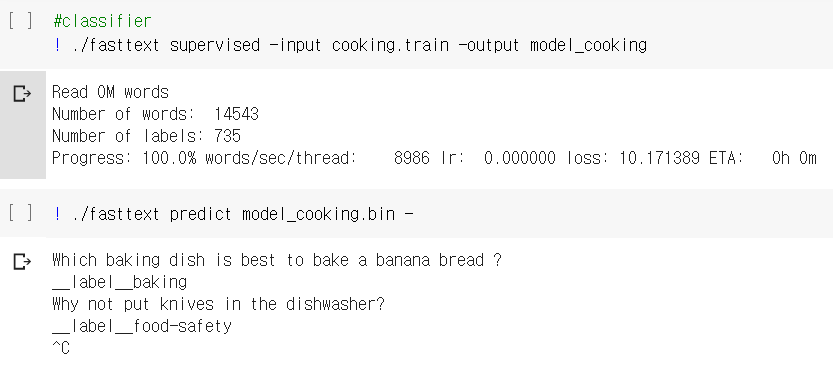 [ ] #classifier
! ./fasttext supervised -input cooking.train -output model_cooking
Read 0M words
Number of words:  14543
Number of labels: 735
Progress: 100.0% words/sec/thread:    8986 lr:  0.000000 loss: 10.171389 ETA:   0h 0m
[ ] ! ./fasttext predict model_cooking.bin -
Which baking dish is best to bake a banana bread ?
__label__baking
Why not put knives in the dishwasher?
__label__food-safety
^C